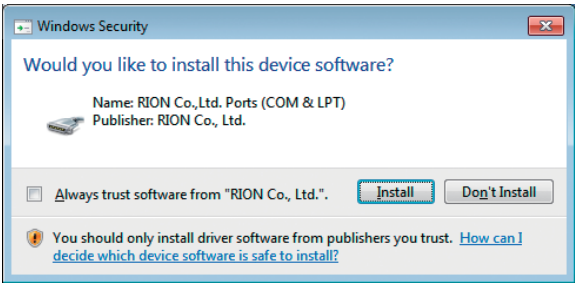 Windows Security
Would you like to install this device software?
Name: RION Co.,Ltd. Ports (COM & LPT)
Publisher: RION Co., Ltd.
Always trust software from "RION Co., Ltd.".
Install
Don't Install
You should only install driver software from publishers you trust. How can I
decide which device software is safe to install?